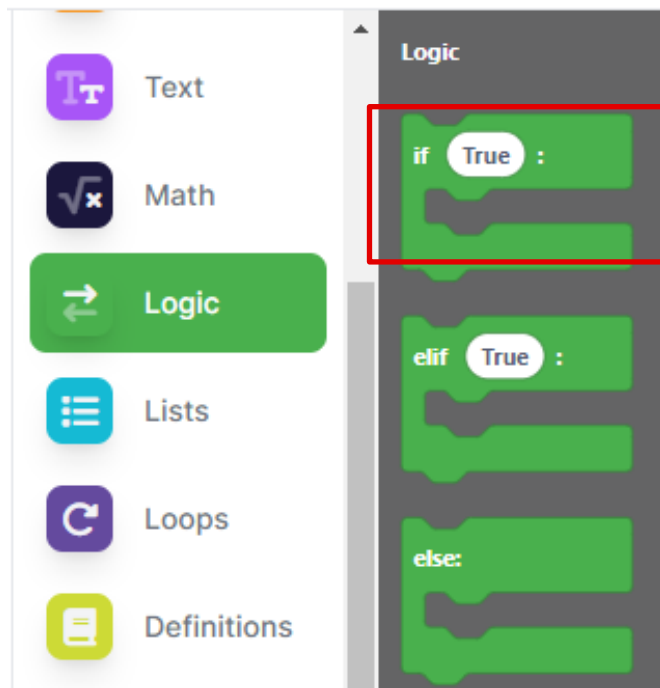 Text
Math
Logic
Lists
Loops
Definitions
Logic
if True :
elif True :
else: